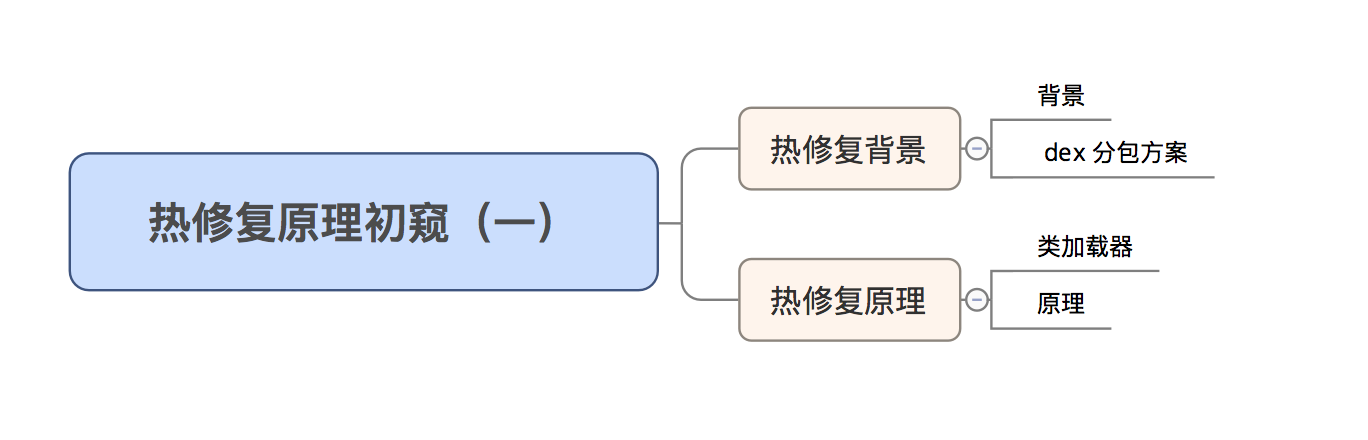 热修复原理初窥（一）
热修复背景
背景
dex 分包方案
热修复原理
类加载器
原理